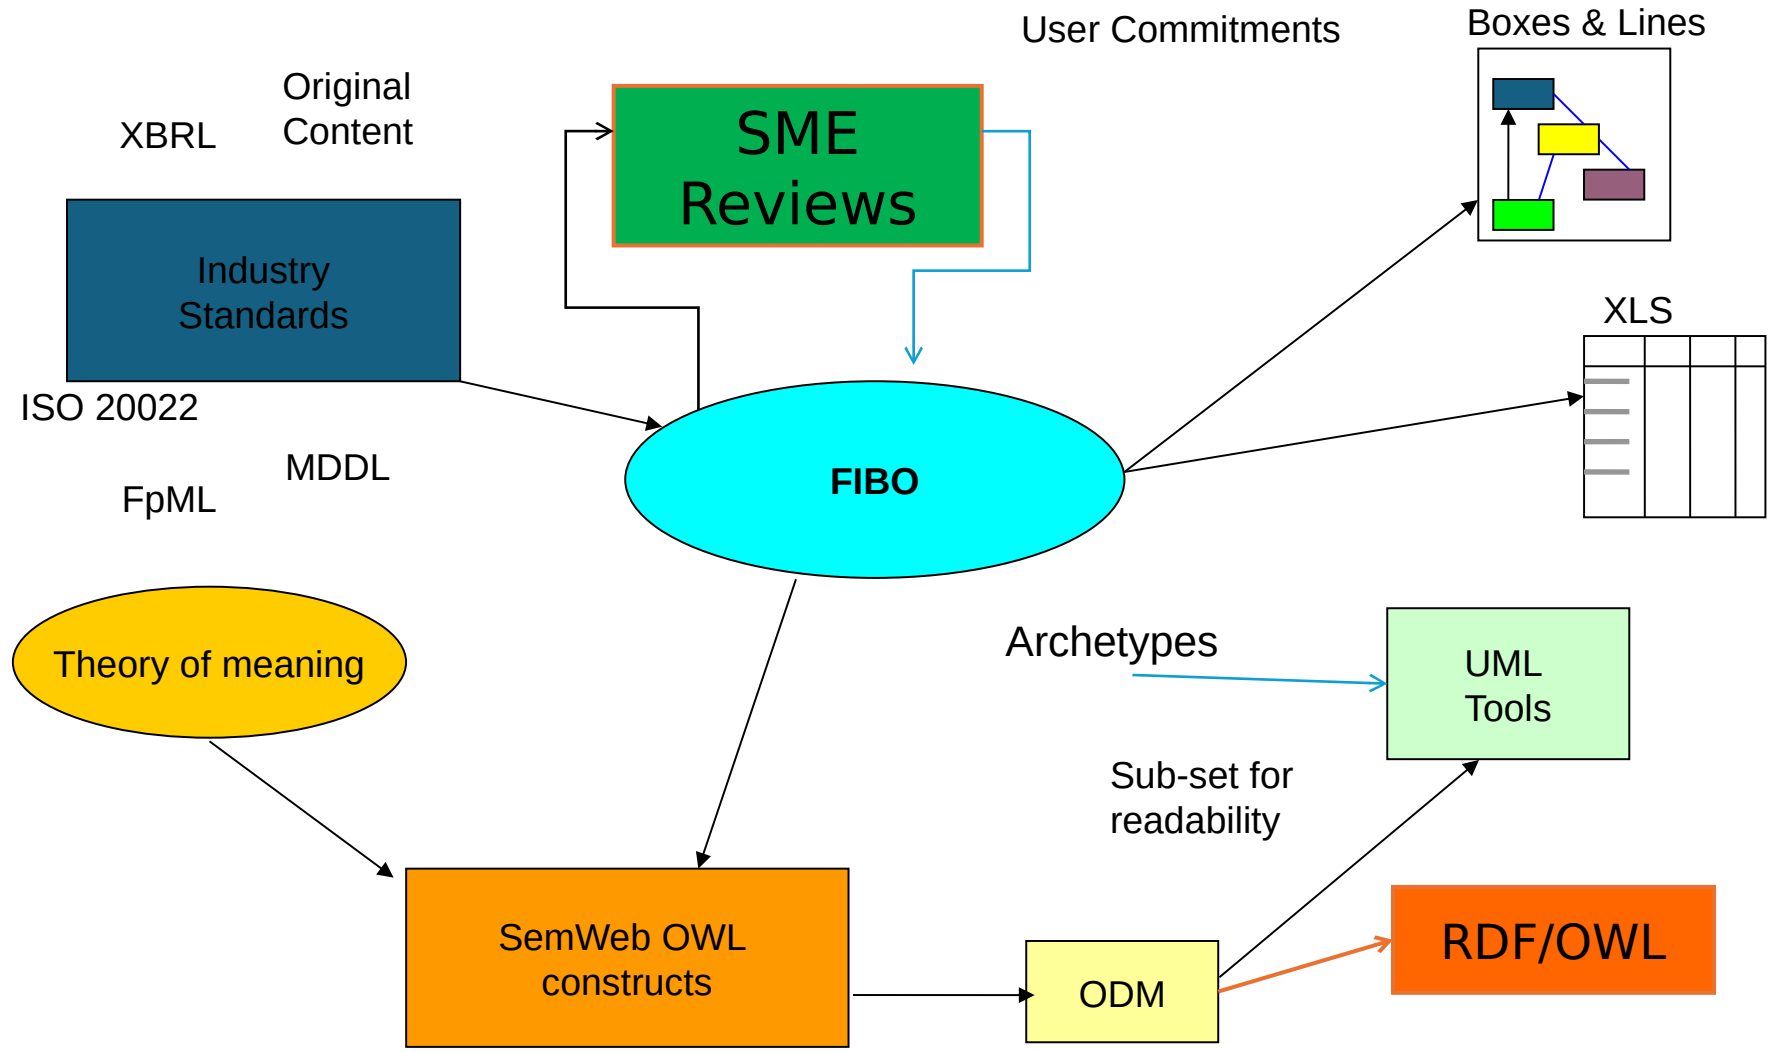 User Commitments
Boxes & Lines
Original
Content
XBRL
SME
Reviews
Industry
Standards
XLS
ISO 20022
MDDL
FpML
FIBO
Theory of meaning
Archetypes
UML
Tools
Sub-set for
readability
SemWeb OWL
constructs
ODM
RDF/OWL